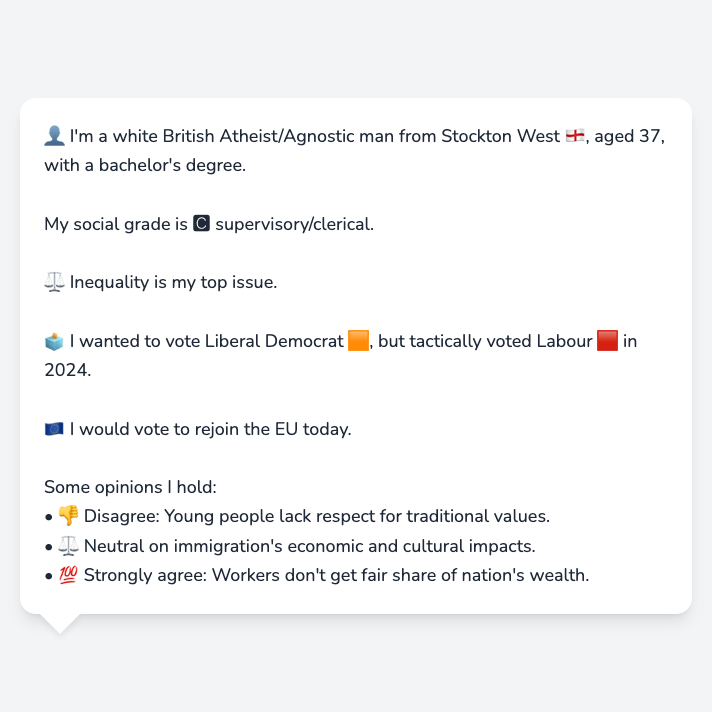 👤 I'm a white British Atheist/Agnostic man from Stockton West 🏴󠁧󠁢󠁥󠁮󠁧󠁿, aged 37,
with a bachelor's degree.
My social grade is 🅲 supervisory/clerical.
⚖️ Inequality is my top issue.
🗳️ I wanted to vote Liberal Democrat 🟧, but tactically voted Labour 🟥 in
2024.
🇪🇺 I would vote to rejoin the EU today.
Some opinions I hold:
• 👎 Disagree: Young people lack respect for traditional values.
• ⚖️ Neutral on immigration's economic and cultural impacts.
• 💯 Strongly agree: Workers don't get fair share of nation's wealth.